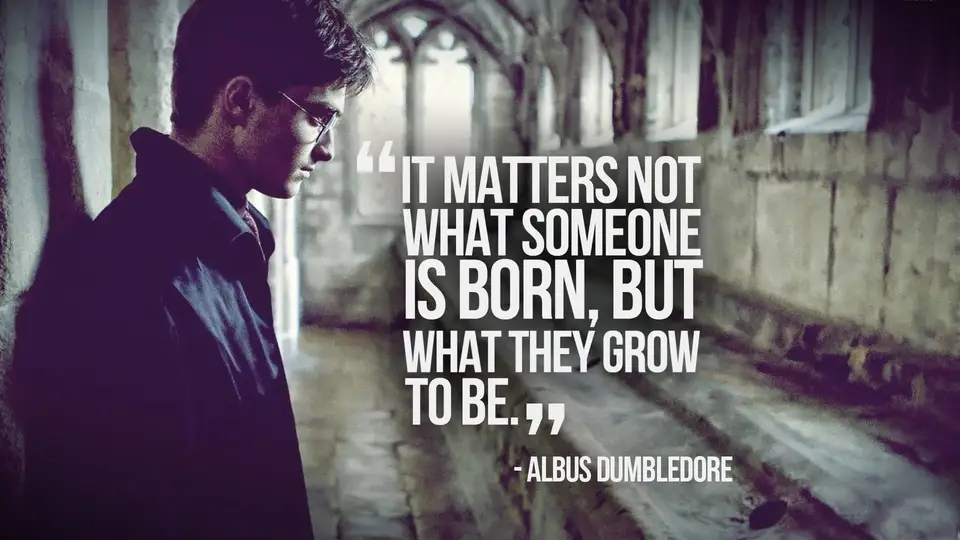 “IT MATTERS NOT
WHAT SOMEONE
IS BORN, BUT
WHAT THEY GROW
TO BE.”
- ALBUS DUMBLEDORE